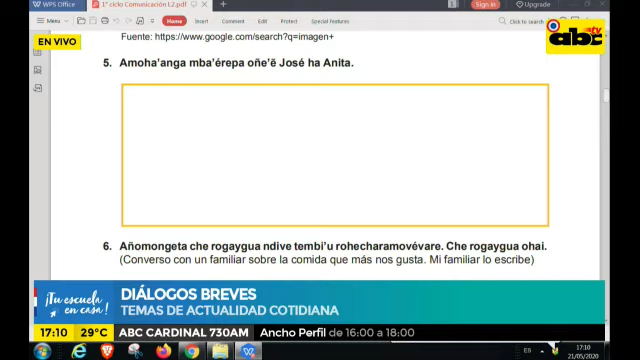 WPS Office
1° ciclo Comunicación L2.pdf
Sign in
Upgrade
Home
Insert
Comment
Edit
Protect
Special features
Click to search
EN VIVO
abc tv
Fuente: https://www.google.com/search?q=imagen+
5. Amoha'anga mba'érepa oñe'ẽ José ha Anita.
6. Añomongeta che rogaygua ndive tembi'u rohecharamovévare. Che rogaygua ohai.
(Converso con un familiar sobre la comida que más nos gusta. Mi familiar lo escribe)
¡Tu escuela en casa!
DIÁLOGOS BREVES
TEMAS DE ACTUALIDAD COTIDIANA
17:10 29°C ABC CARDINAL 730AM Ancho Perfil de 16:00 a 18:00
ES
17:10
21/05/2020